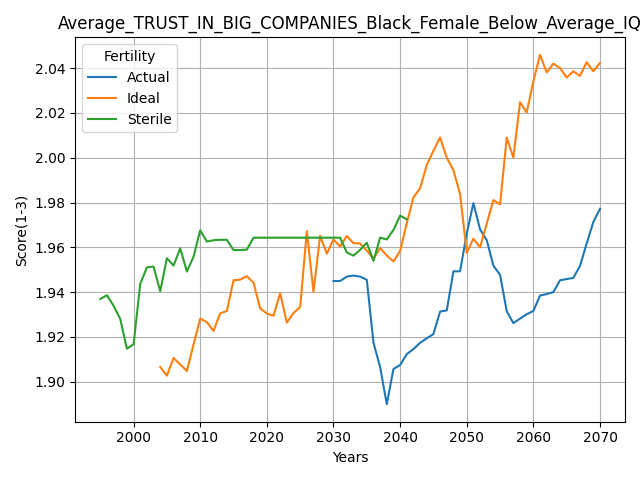 Average_TRUST_IN_BIG_COMPANIES_Black_Female_Below_Average_IQ
Fertility
Actual
Ideal
Sterile
2.04
2.02
2.00
1.98
1.96
1.94
1.92
1.90
Score(1-3)
2000 2010 2020 2030 2040 2050 2060 2070
Years